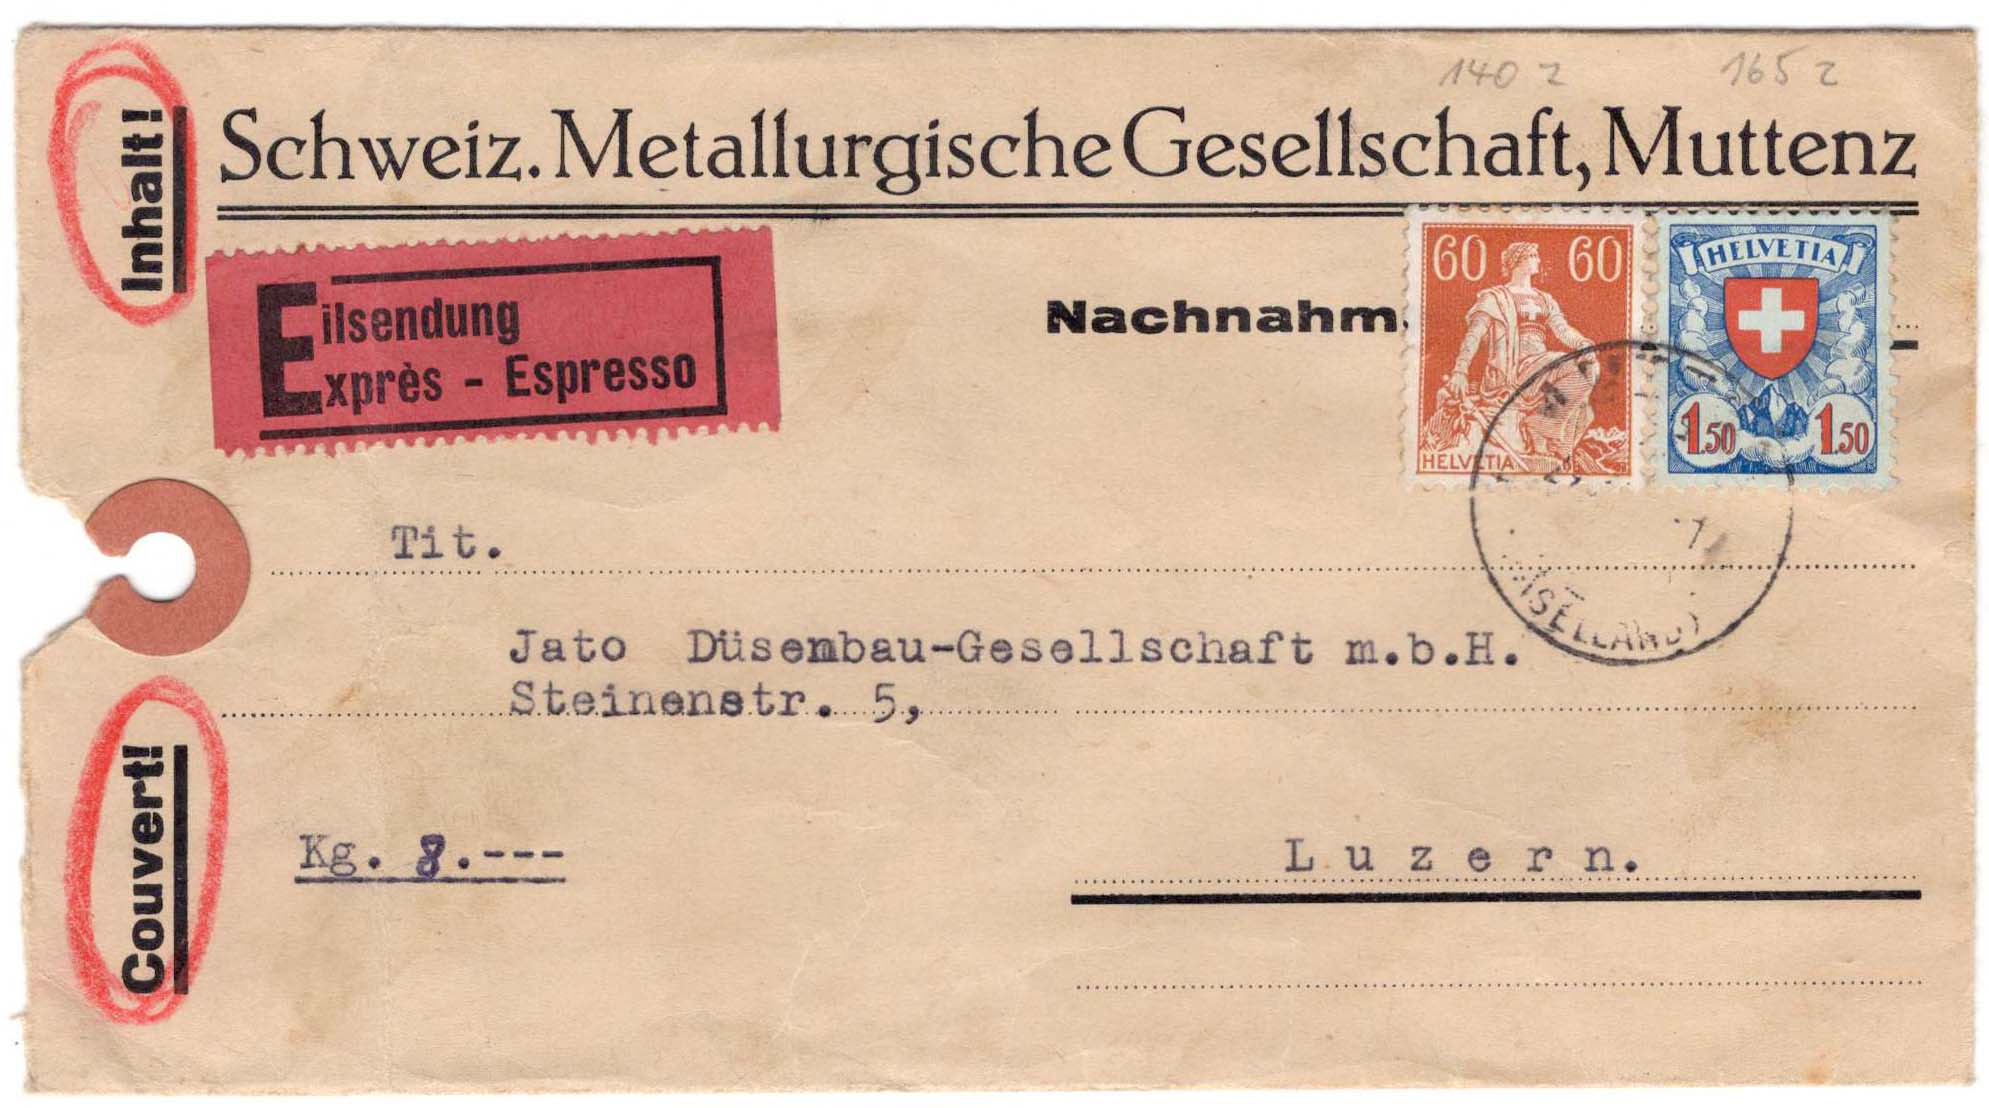 140 z 165 z
Inhalt!
Schweiz. Metallurgische Gesellschaft, Muttenz
Eilsendung
Exprès - Espresso
Nachnahm
60 60
HELVETIA
HELVETIA
1.50 1.50
Tit.
Jato Düsenbau-Gesellschaft m.b.H.
Steinenstr. 5,
Couvert!
Kg. 8.---
Luzern.